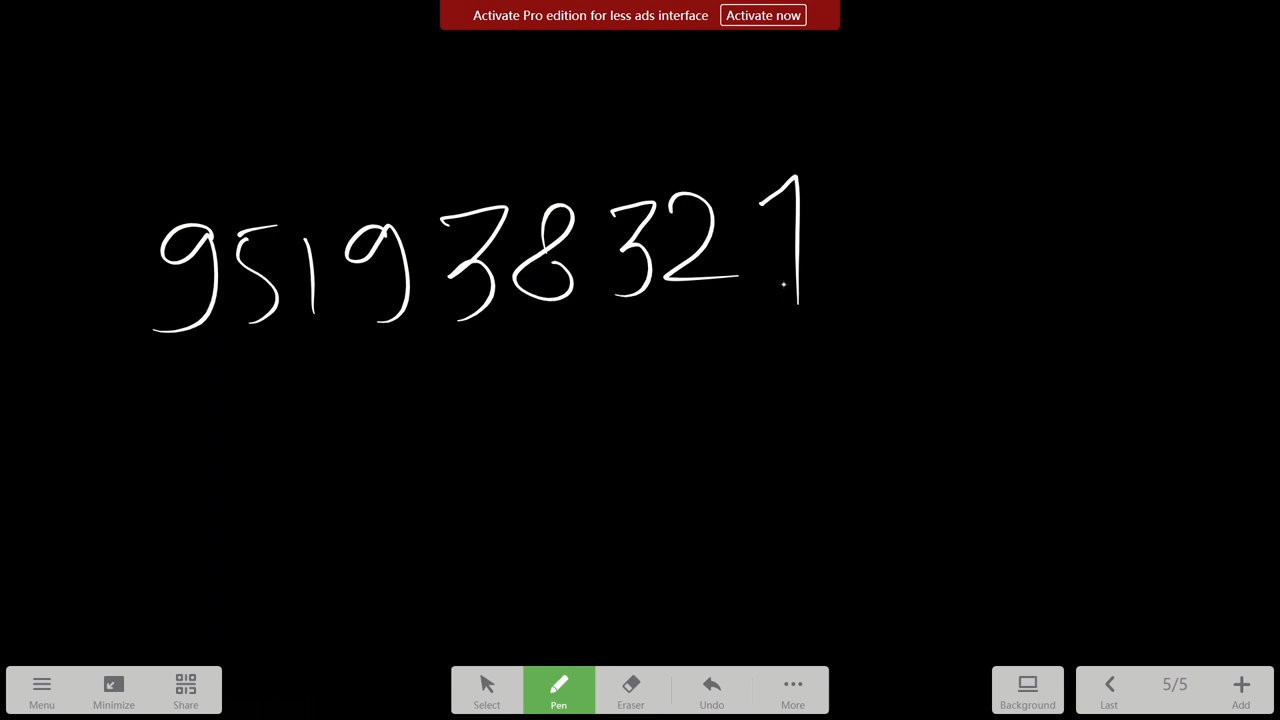 Activate Pro edition for less ads interface Activate now
951938321
Menu Minimize Share Select Pen Eraser Undo More Background Last 5/5 Add